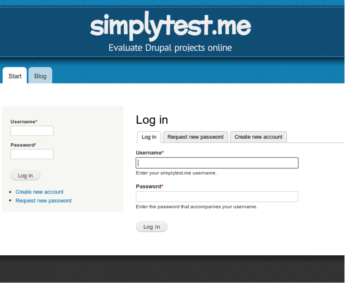 simplytest.me
Evaluate Drupal projects online
Start Blog
Username*
Password*
Log in
Create new account
Request new password
Log in
Log in Request new password Create new account
Username*
Enter your simplytest.me username.
Password*
Enter the password that accompanies your username.
Log in